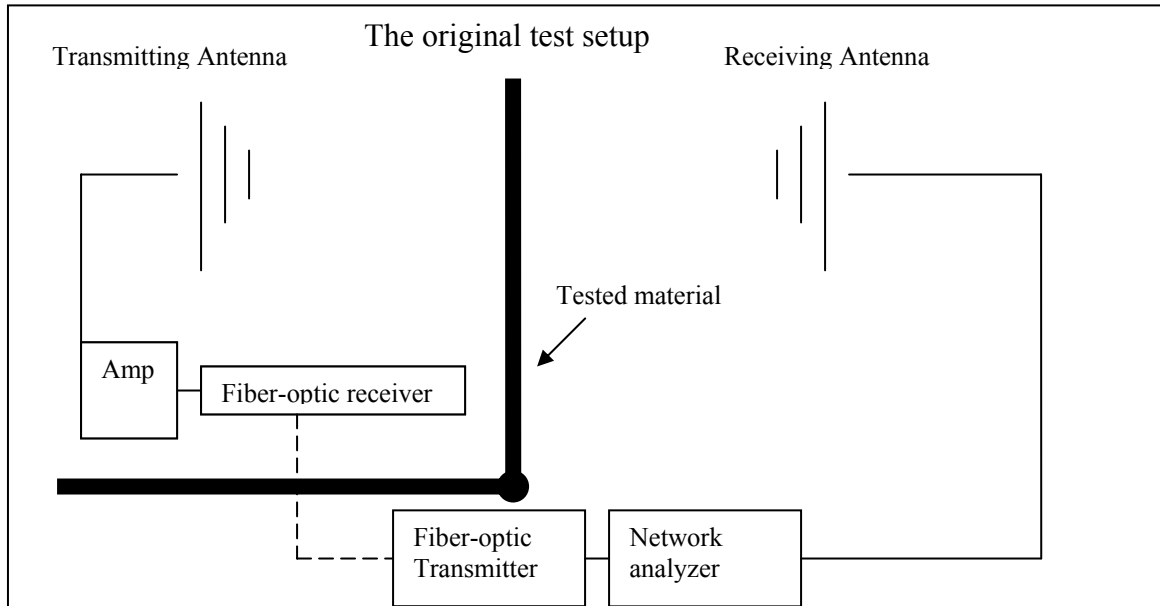 The original test setup
Transmitting Antenna
Receiving Antenna
Tested material
Amp
Fiber-optic receiver
Fiber-optic
Transmitter
Network
analyzer